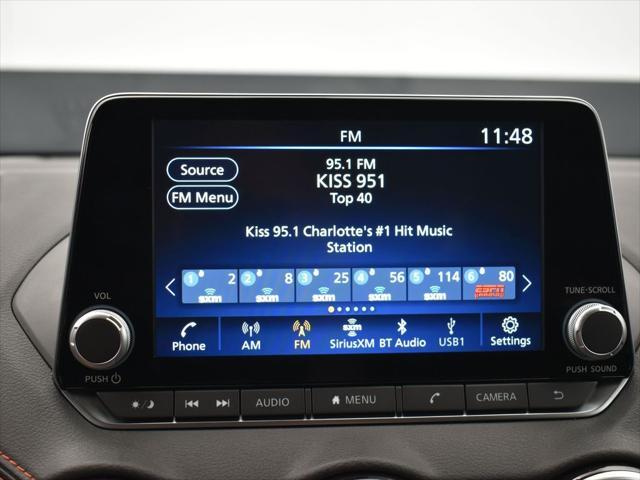 FM
11:48
Source
95.1 FM
KISS 951
FM Menu
Top 40
Kiss 95.1 Charlotte's #1 Hit Music
Station
1 2 2 8 3 25 4 56 5 114 6 80
sxm sxm sxm sxm sxm ESPN
VOL
TUNE·SCROLL
Phone AM FM SiriusXM BT Audio USB1 Settings
sxm
PUSH
PUSH SOUND
AUDIO MENU CAMERA